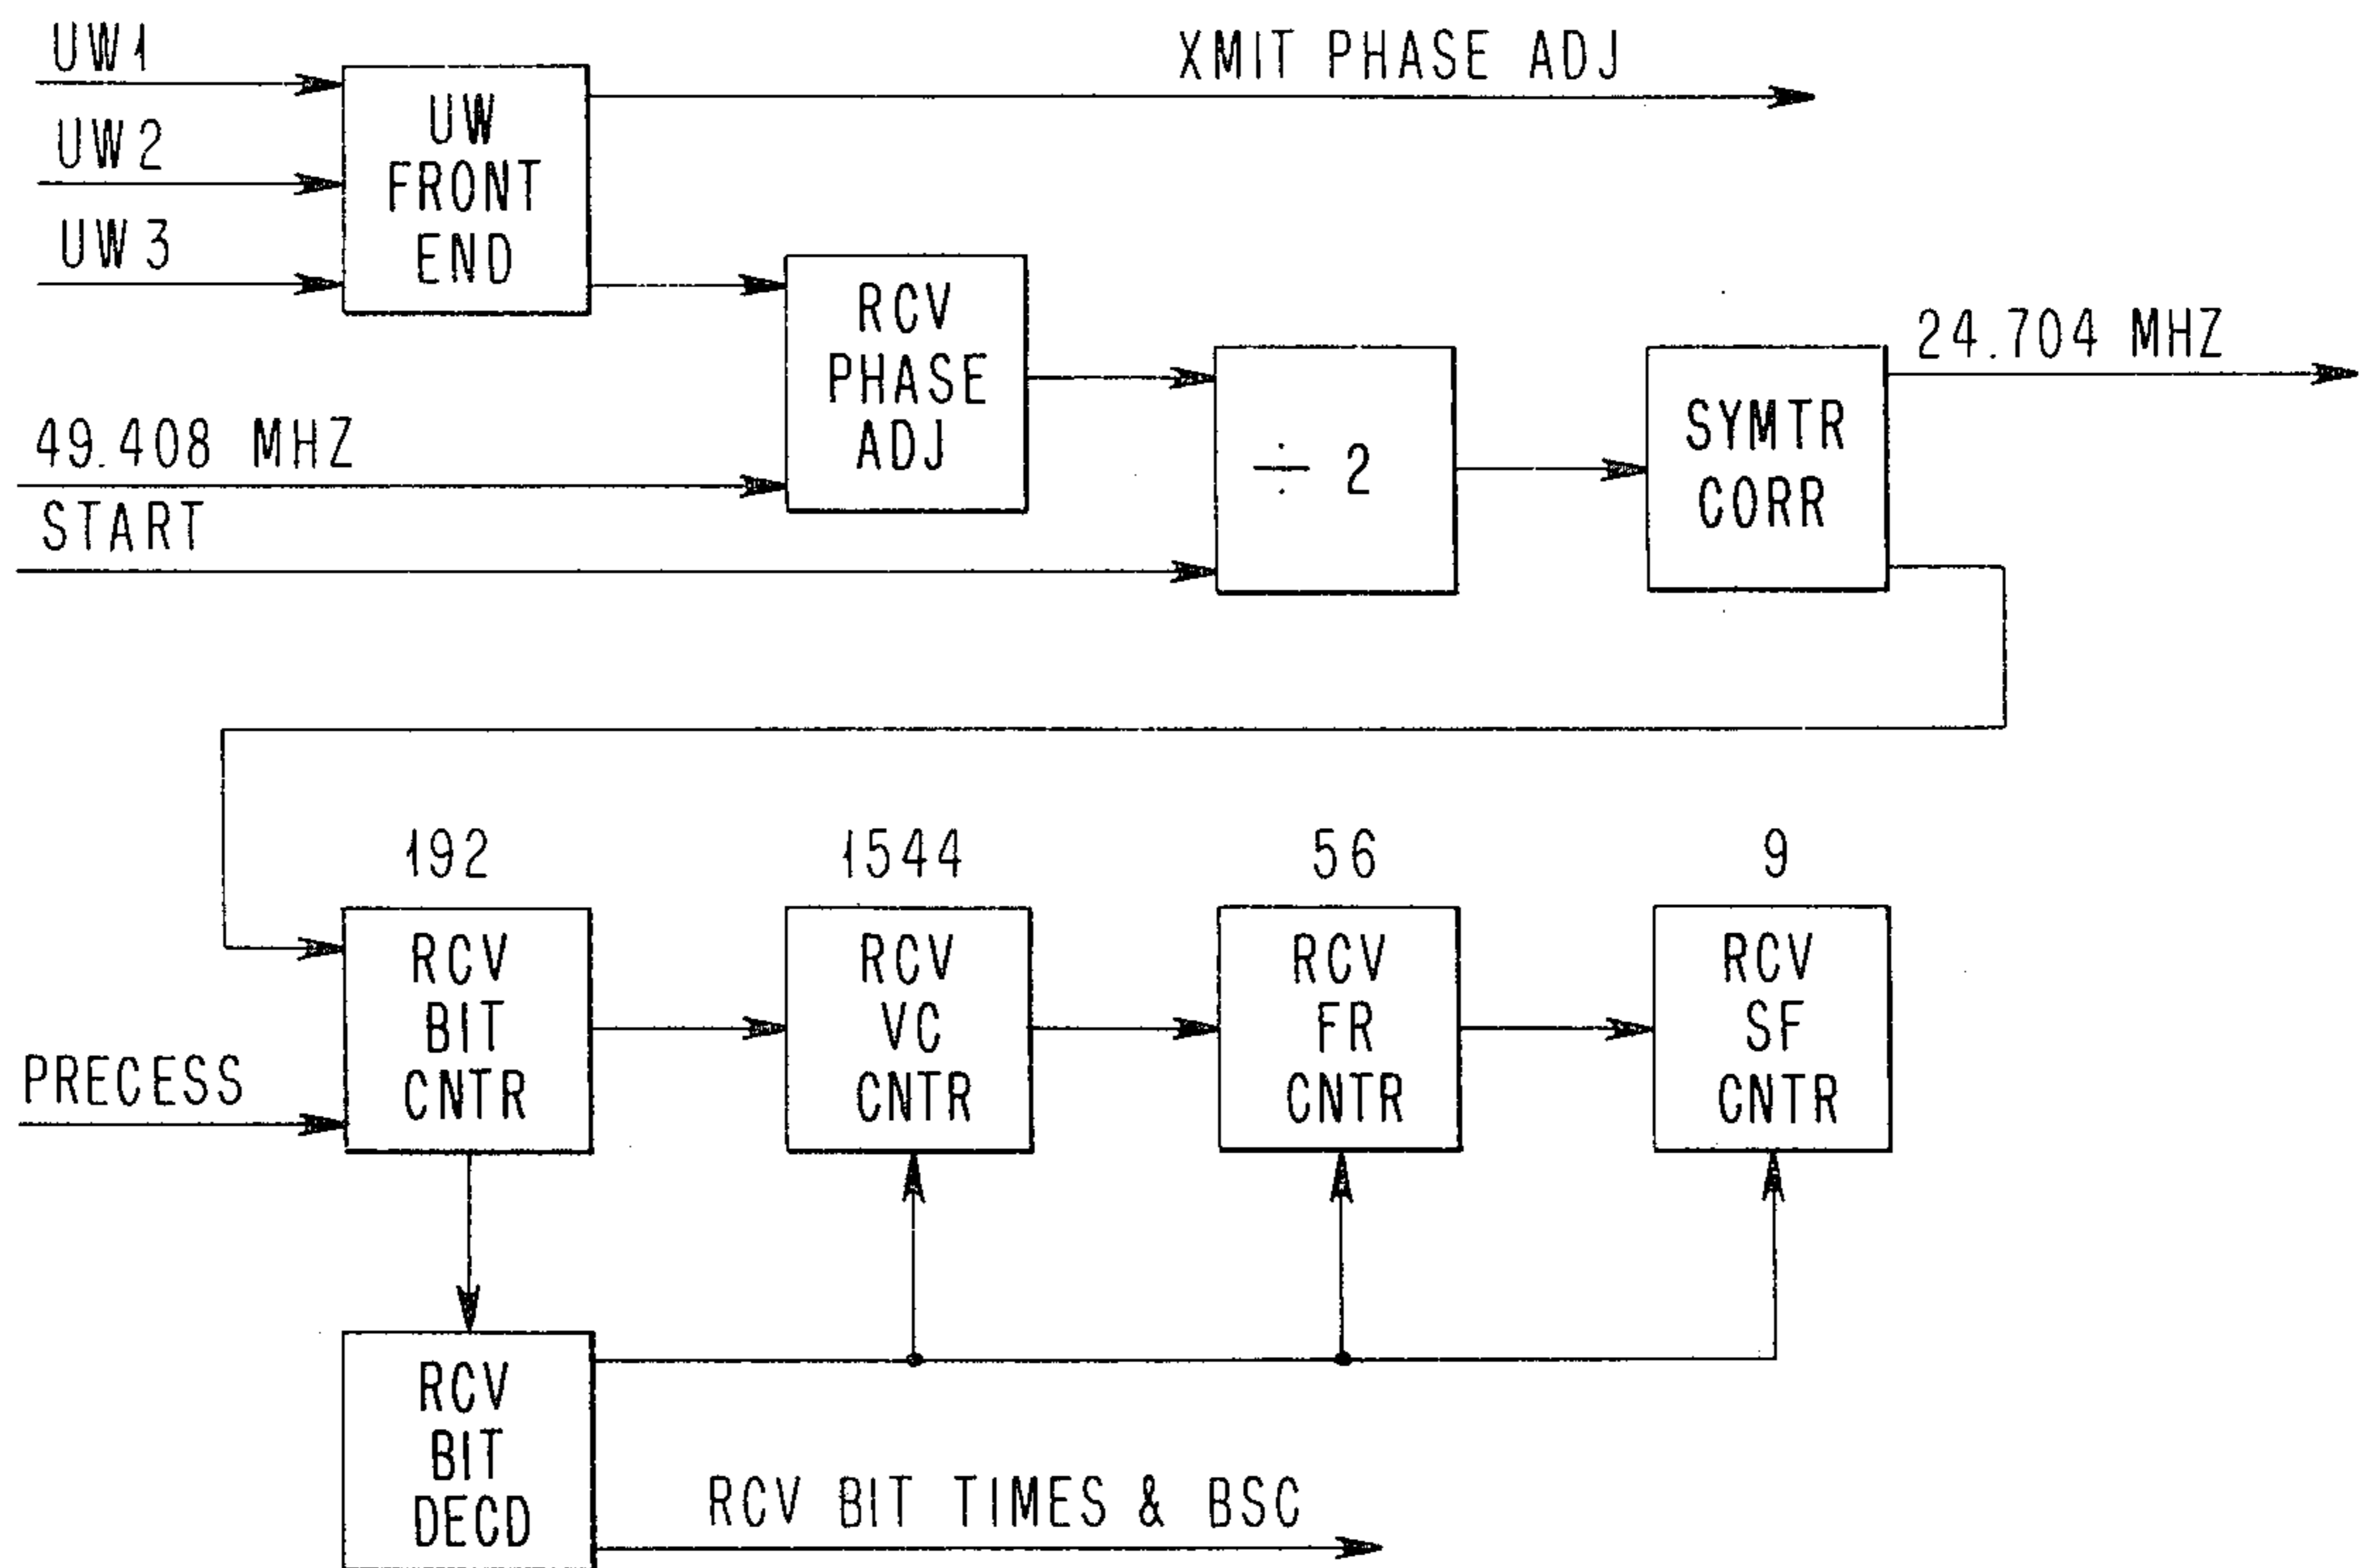 UW1
UW2
UW3
UW
FRONT
END
XMIT PHASE ADJ
49.408 MHZ
START
RCV
PHASE
ADJ
÷ 2
SYMTR
CORR
24.704 MHZ
192
1544
56
9
RCV
BIT
CNTR
RCV
VC
CNTR
RCV
FR
CNTR
RCV
SF
CNTR
PRECESS
RCV
BIT
DECD
RCV BIT TIMES & BSC